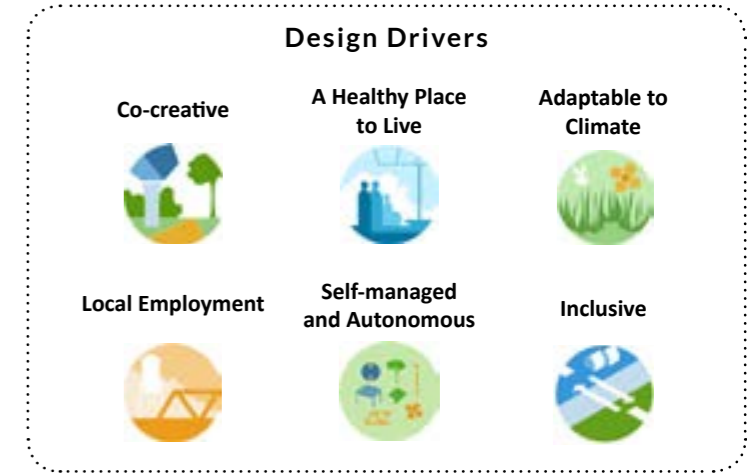 Design Drivers
Co-creative
A Healthy Place
to Live
Adaptable to
Climate
Local Employment
Self-managed
and Autonomous
Inclusive